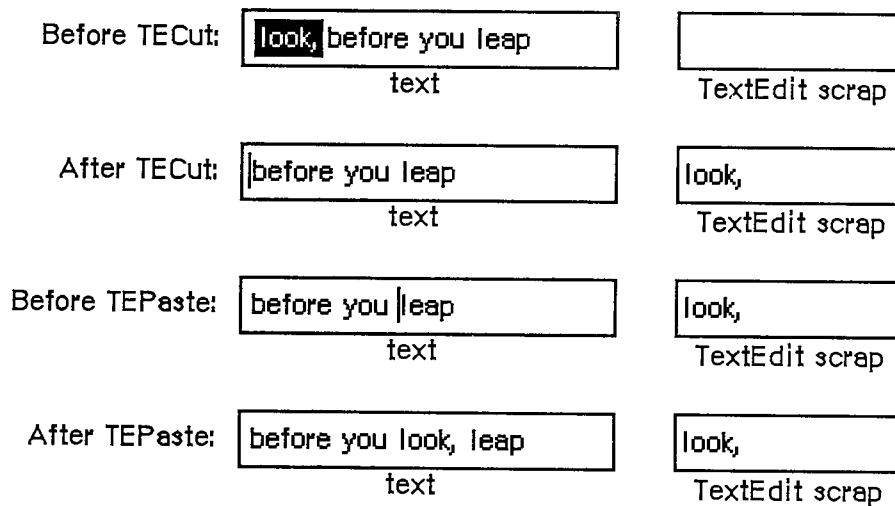 Before TECut: look, before you leap
text TextEdit scrap
After TECut: before you leap look,
text TextEdit scrap
Before TEPaste: before you leap look,
text TextEdit scrap
After TEPaste: before you look, leap look,
text TextEdit scrap